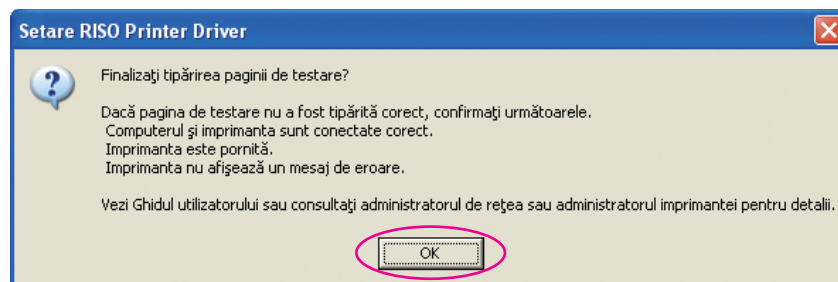 Setare RISO Printer Driver
Finalizaţi tipărirea paginii de testare?
Dacă pagina de testare nu a fost tipărită corect, confirmaţi următoarele.
Computerul şi imprimanta sunt conectate corect.
Imprimanta este pornită.
Imprimanta nu afişează un mesaj de eroare.
Vezi Ghidul utilizatorului sau consultaţi administratorul de reţea sau administratorul imprimantei pentru detalii.
OK